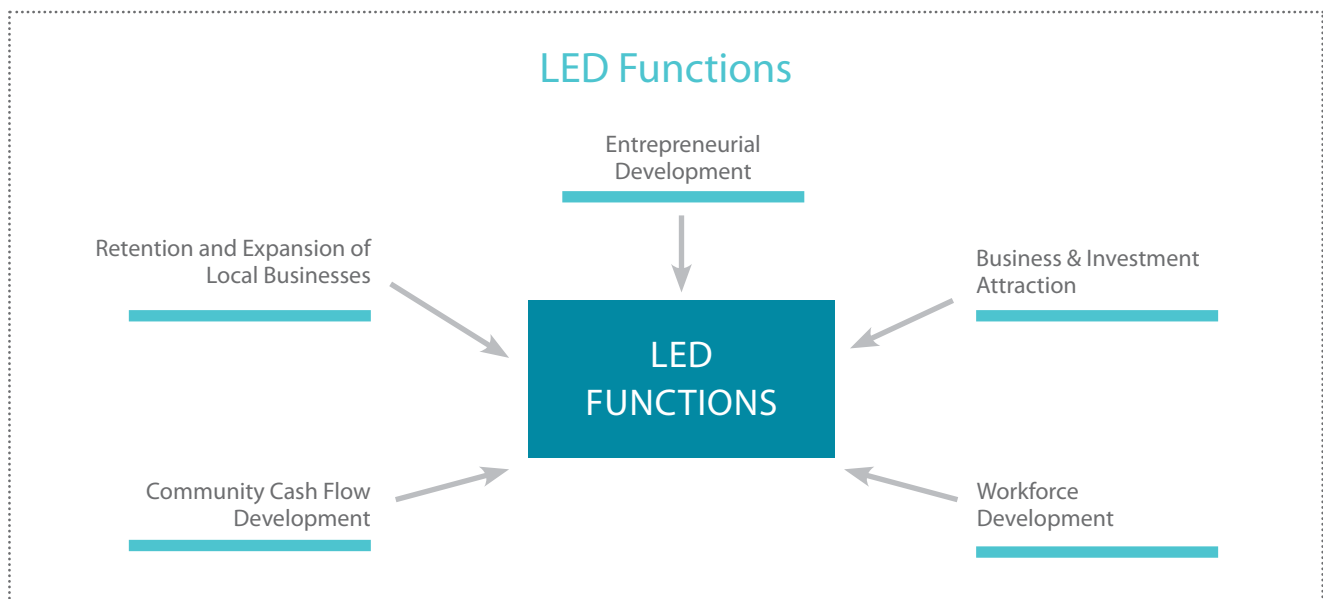 LED Functions
Entrepreneurial
Development
Retention and Expansion of
Local Businesses
Business & Investment
Attraction
LED
FUNCTIONS
Community Cash Flow
Development
Workforce
Development